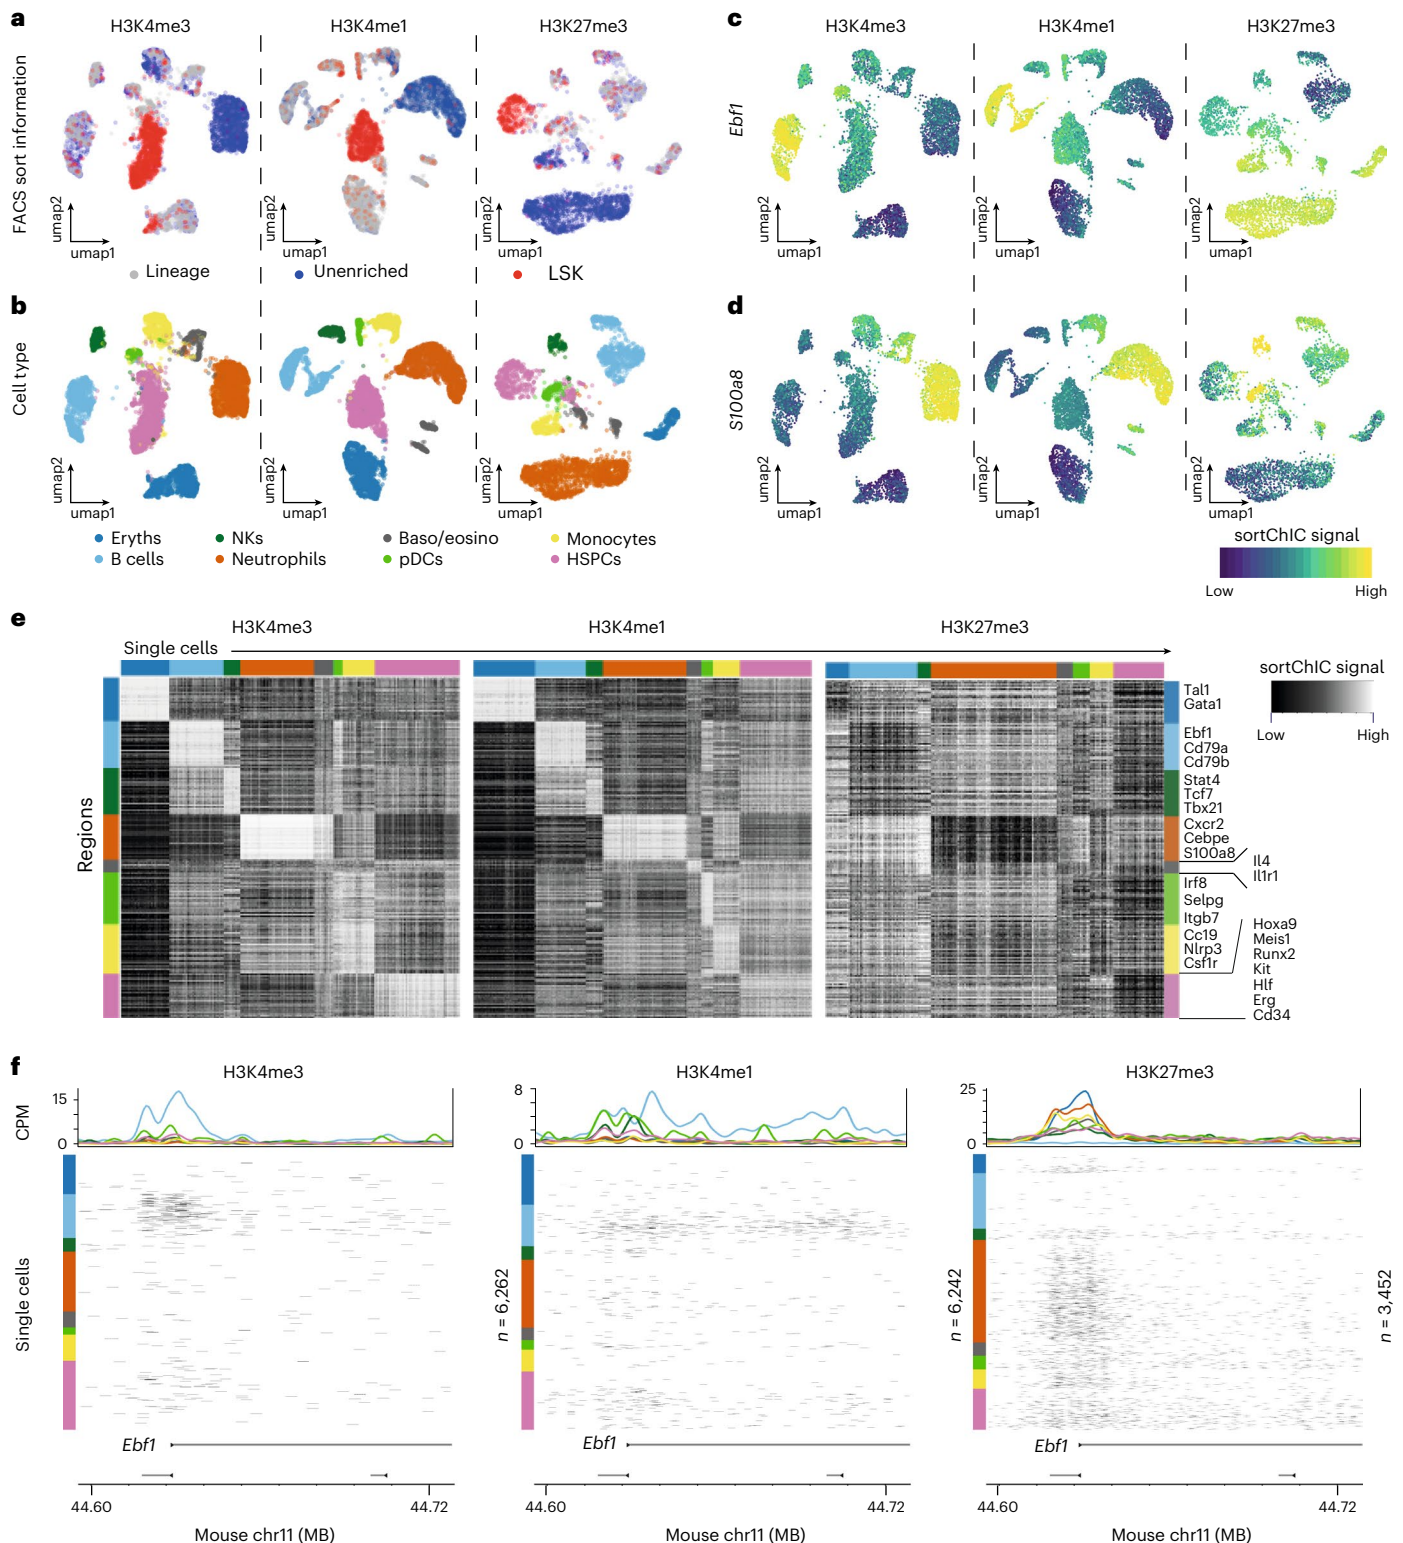 a
H3K4me3
H3K4me1
H3K27me3
FACS sort information
umap2
umap1
umap2
umap1
umap2
umap1
Lineage
Unenriched
LSK
b
Cell type
umap2
umap1
umap2
umap1
umap2
umap1
Eryths
NKs
Baso/eosino
Monocytes
B cells
Neutrophils
pDCs
HSPCs
c
H3K4me3
H3K4me1
H3K27me3
Ebf1
umap2
umap1
umap2
umap1
umap2
umap1
d
S100a8
umap2
umap1
umap2
umap1
umap2
umap1
sortChIC signal
Low
High
e
H3K4me3
H3K4me1
H3K27me3
Single cells
Regions
sortChIC signal
Low
High
Tal1
Gata1
Ebf1
Cd79a
Cd79b
Stat4
Tcf7
Tbx21
Cxcr2
Cebpe
S100a8
Il4
Il1r1
Irf8
Selpg
Itgb7
Cc19
Nlrp3
Csf1r
Hoxa9
Meis1
Runx2
Kit
Hlf
Erg
Cd34
f
H3K4me3
H3K4me1
H3K27me3
CPM
15
0
8
0
25
0
Single cells
n = 6,262
n = 6,242
n = 3,452
Ebf1
Ebf1
Ebf1
44.60
44.72
44.60
44.72
44.60
44.72
Mouse chr11 (MB)
Mouse chr11 (MB)
Mouse chr11 (MB)